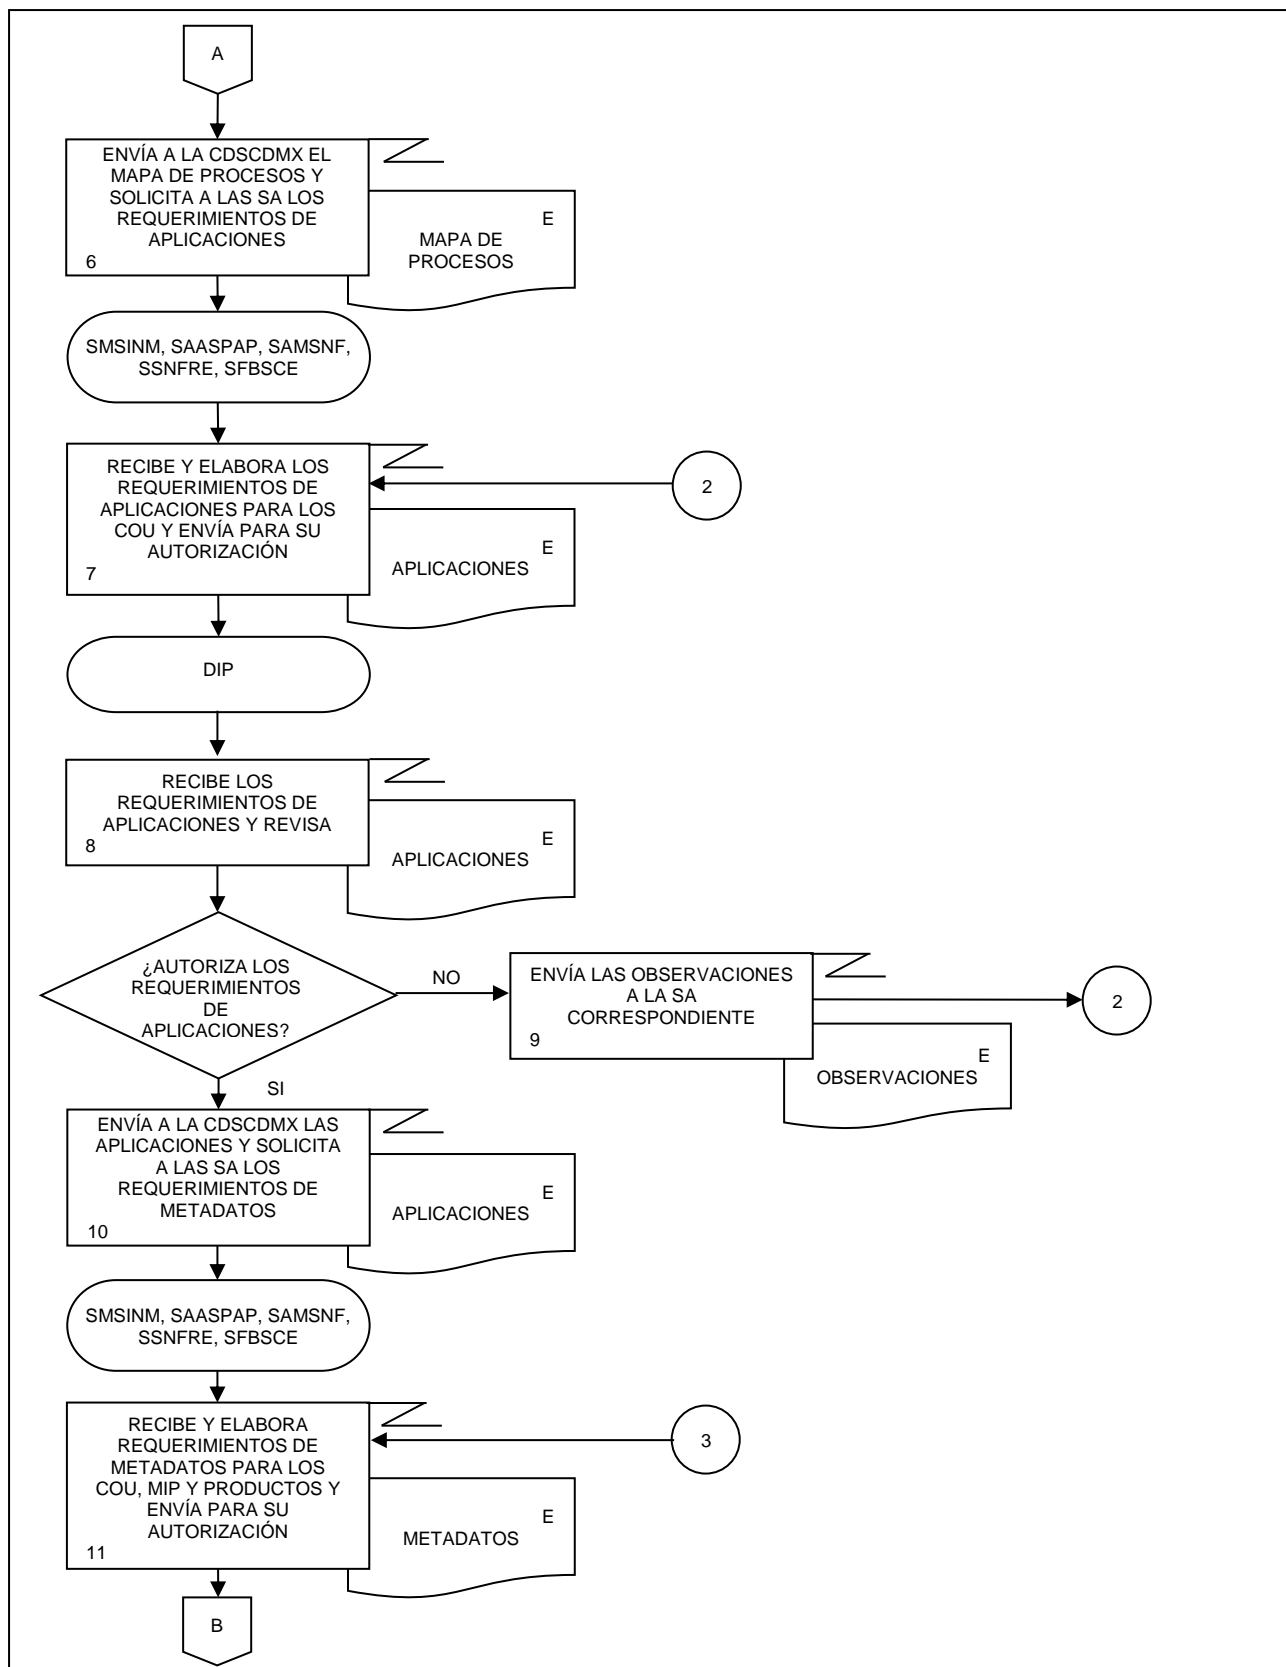 A
ENVÍA A LA CDSCDMX EL
MAPA DE PROCESOS Y
SOLICITA A LAS SA LOS
REQUERIMIENTOS DE
APLICACIONES
6
E
MAPA DE
PROCESOS
SMSINM, SAASPAP, SAMSNF,
SSNFRE, SFBSCE
RECIBE Y ELABORA LOS
REQUERIMIENTOS DE
APLICACIONES PARA LOS
COU Y ENVÍA PARA SU
AUTORIZACIÓN
7
2
E
APLICACIONES
DIP
RECIBE LOS
REQUERIMIENTOS DE
APLICACIONES Y REVISA
8
E
APLICACIONES
¿AUTORIZA LOS
REQUERIMIENTOS
DE
APLICACIONES?
NO
ENVÍA LAS OBSERVACIONES
A LA SA
CORRESPONDIENTE
9
2
E
OBSERVACIONES
SI
ENVÍA A LA CDSCDMX LAS
APLICACIONES Y SOLICITA
A LAS SA LOS
REQUERIMIENTOS DE
METADATOS
10
E
APLICACIONES
SMSINM, SAASPAP, SAMSNF,
SSNFRE, SFBSCE
RECIBE Y ELABORA
REQUERIMIENTOS DE
METADATOS PARA LOS
COU, MIP Y PRODUCTOS Y
ENVÍA PARA SU
AUTORIZACIÓN
11
3
E
METADATOS
B